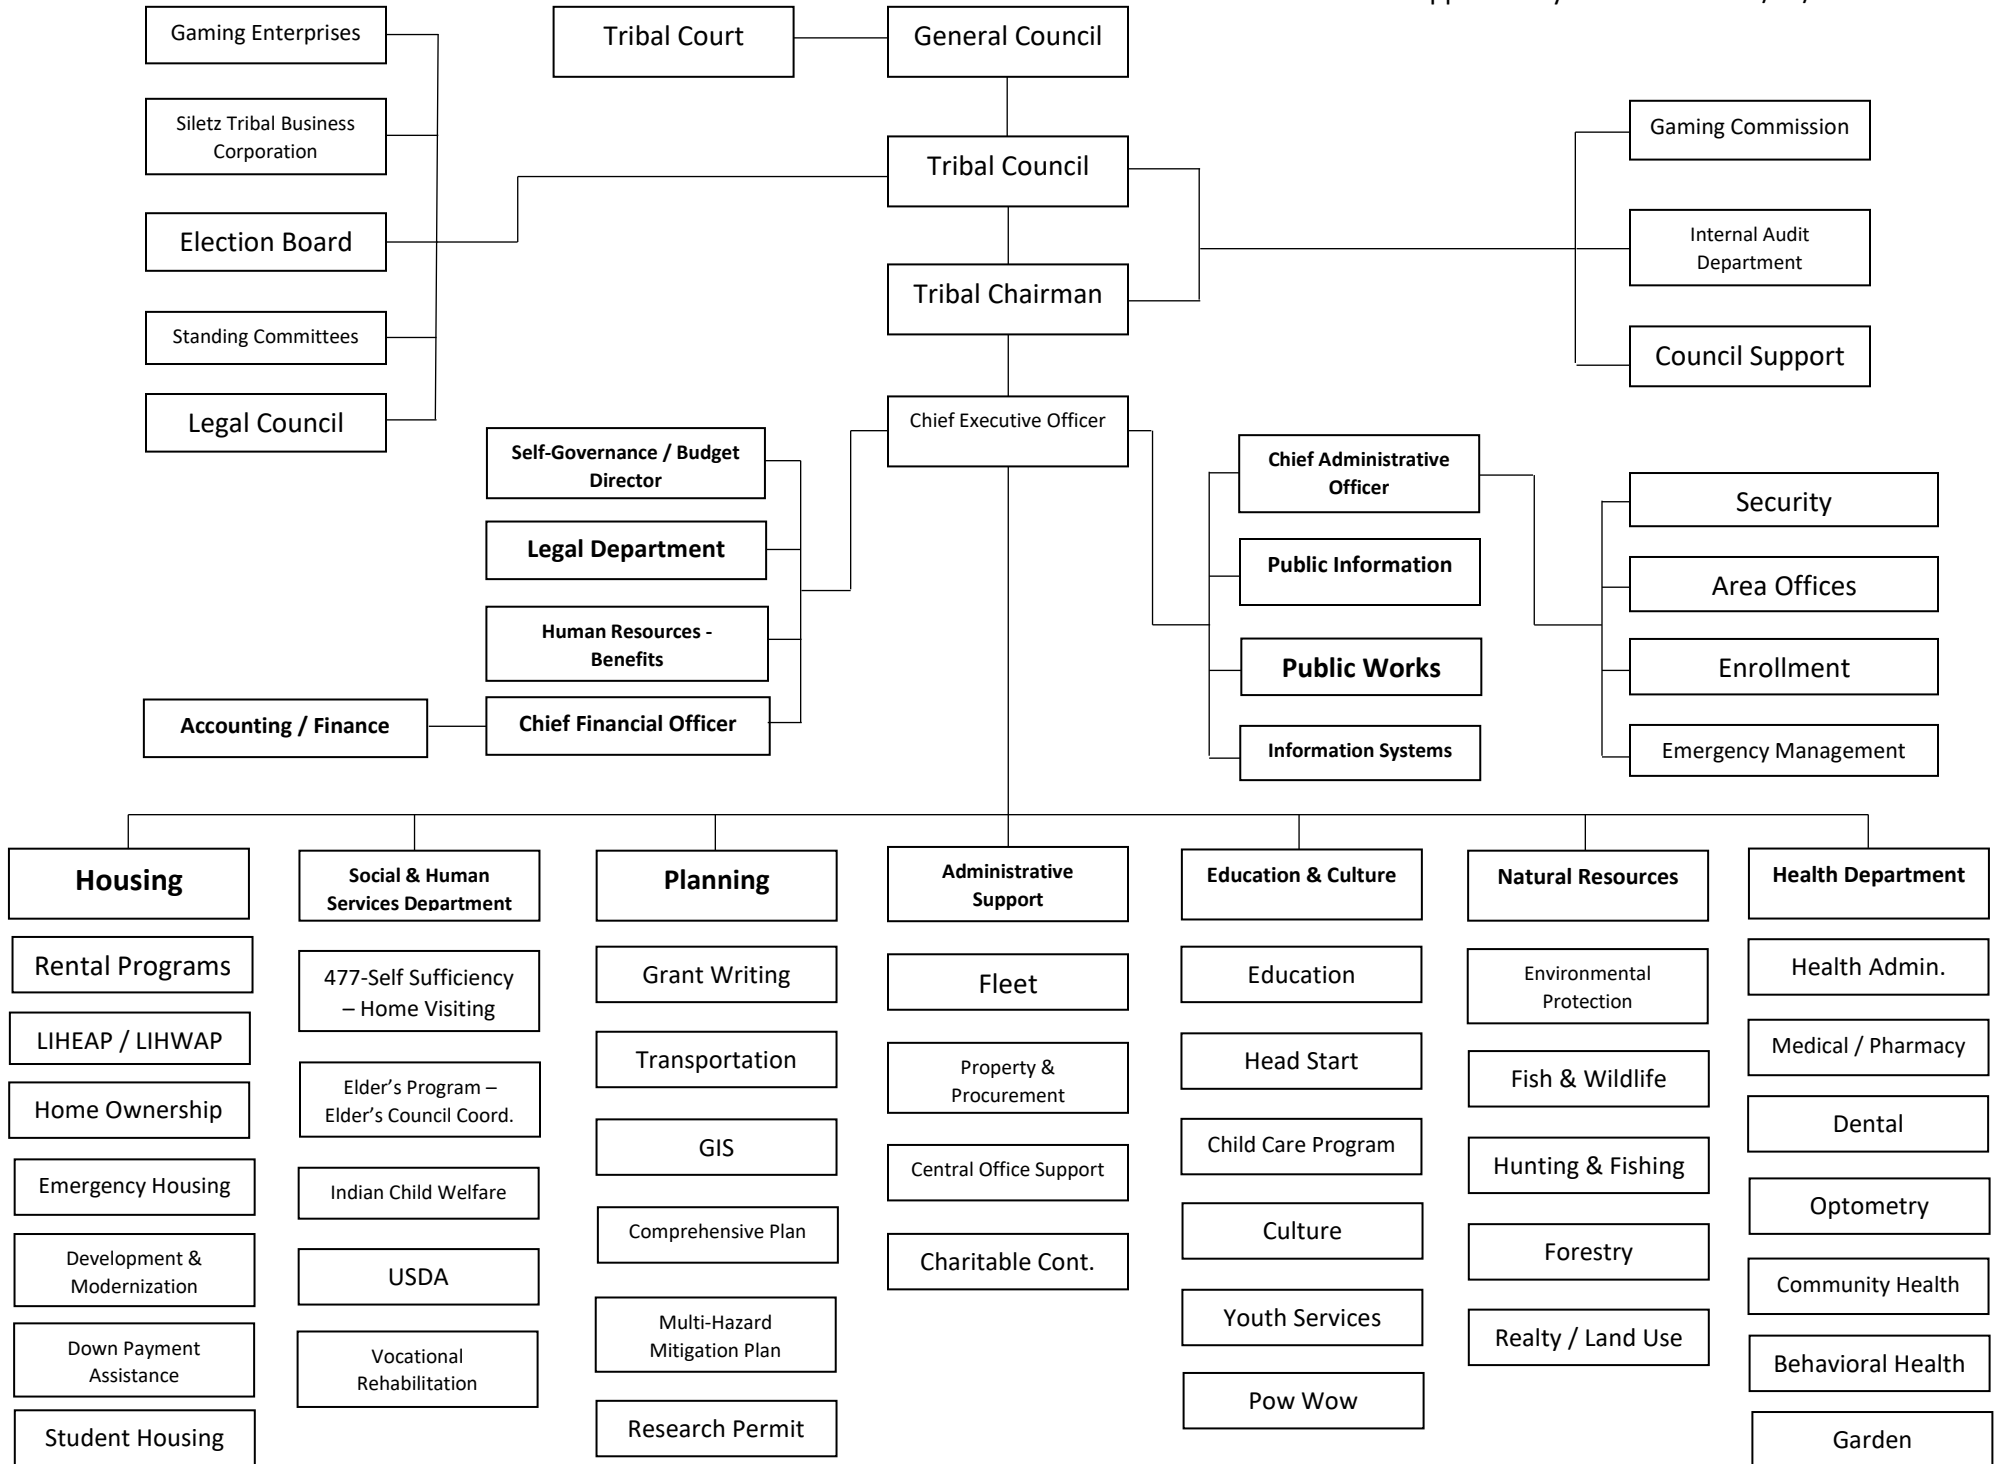 Gaming Enterprises
Tribal Court
General Council
Siletz Tribal Business
Corporation
Gaming Commission
Tribal Council
Election Board
Internal Audit
Department
Tribal Chairman
Standing Committees
Council Support
Legal Council
Chief Executive Officer
Self-Governance / Budget
Director
Chief Administrative
Officer
Security
Legal Department
Public Information
Area Offices
Human Resources -
Benefits
Public Works
Enrollment
Accounting / Finance
Chief Financial Officer
Information Systems
Emergency Management
Housing
Rental Programs
LIHEAP / LIHWAP
Home Ownership
Emergency Housing
Development &
Modernization
Down Payment
Assistance
Student Housing
Social & Human
Services Department
477-Self Sufficiency
– Home Visiting
Elder’s Program –
Elder’s Council Coord.
Indian Child Welfare
USDA
Vocational
Rehabilitation
Planning
Grant Writing
Transportation
GIS
Comprehensive Plan
Multi-Hazard
Mitigation Plan
Research Permit
Administrative
Support
Fleet
Property &
Procurement
Central Office Support
Charitable Cont.
Education & Culture
Education
Head Start
Child Care Program
Culture
Youth Services
Pow Wow
Natural Resources
Environmental
Protection
Fish & Wildlife
Hunting & Fishing
Forestry
Realty / Land Use
Health Department
Health Admin.
Medical / Pharmacy
Dental
Optometry
Community Health
Behavioral Health
Garden